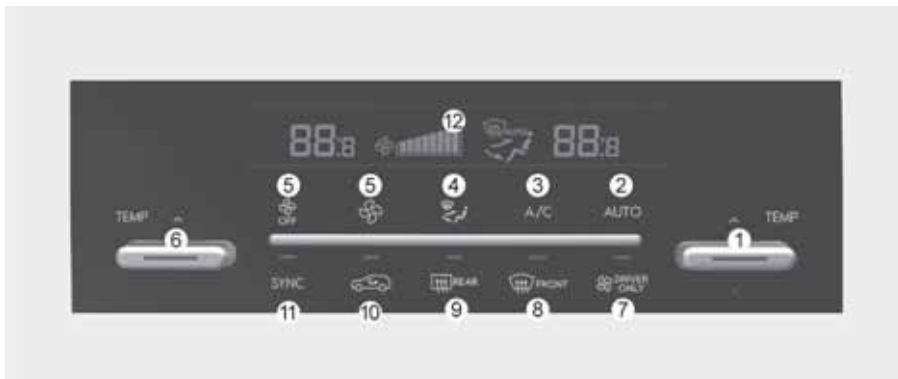 ⑫
88.8 88.8
⑤ ⑤ ④ ③ ②
OFF A/C AUTO
TEMP TEMP
⑥ ①
SYNC REAR FRONT DRIVER ONLY
⑪ ⑩ ⑨ ⑧ ⑦